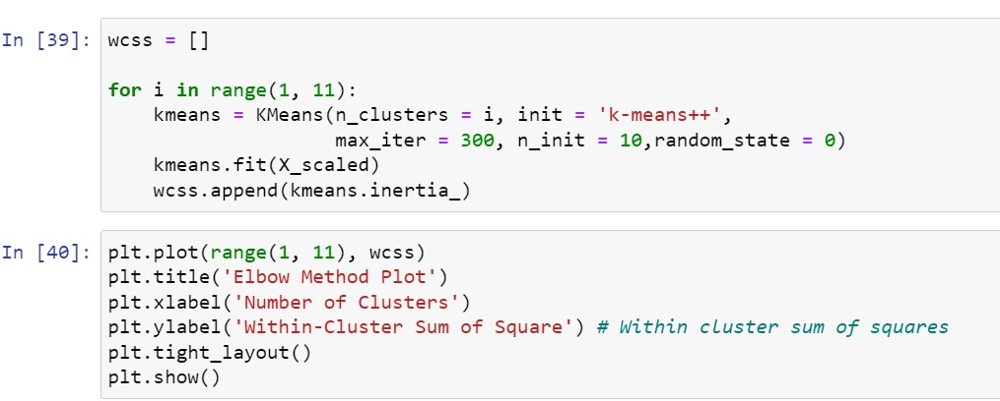 In [39]: wcss = []
for i in range(1, 11):
    kmeans = KMeans(n_clusters = i, init = 'k-means++',
                    max_iter = 300, n_init = 10,random_state = 0)
    kmeans.fit(X_scaled)
    wcss.append(kmeans.inertia_)
In [40]: plt.plot(range(1, 11), wcss)
plt.title('Elbow Method Plot')
plt.xlabel('Number of Clusters')
plt.ylabel('Within-Cluster Sum of Square') # Within cluster sum of squares
plt.tight_layout()
plt.show()